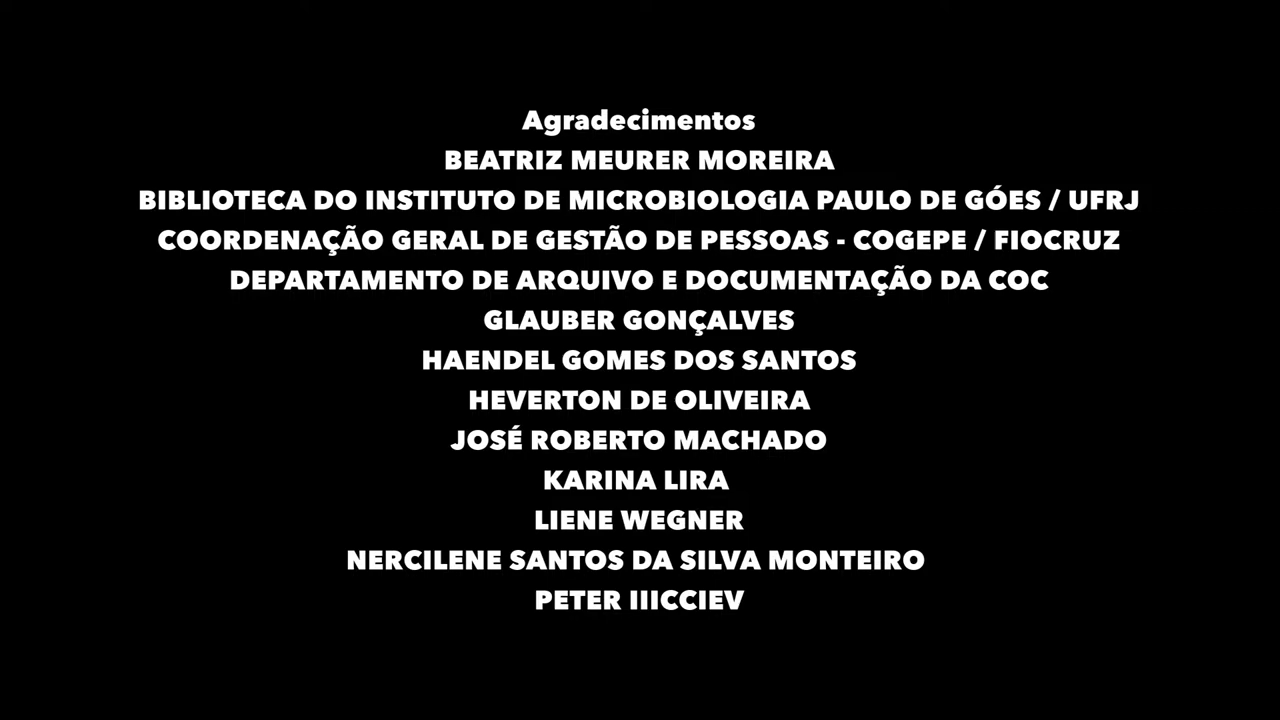 Agradecimentos
BEATRIZ MEURER MOREIRA
BIBLIOTECA DO INSTITUTO DE MICROBIOLOGIA PAULO DE GÓES / UFRJ
COORDENAÇÃO GERAL DE GESTÃO DE PESSOAS - COGEPE / FIOCRUZ
DEPARTAMENTO DE ARQUIVO E DOCUMENTAÇÃO DA COC
GLAUBER GONÇALVES
HAENDEL GOMES DOS SANTOS
HEVERTON DE OLIVEIRA
JOSÉ ROBERTO MACHADO
KARINA LIRA
LIENE WEGNER
NERCILENE SANTOS DA SILVA MONTEIRO
PETER IIICCIEV